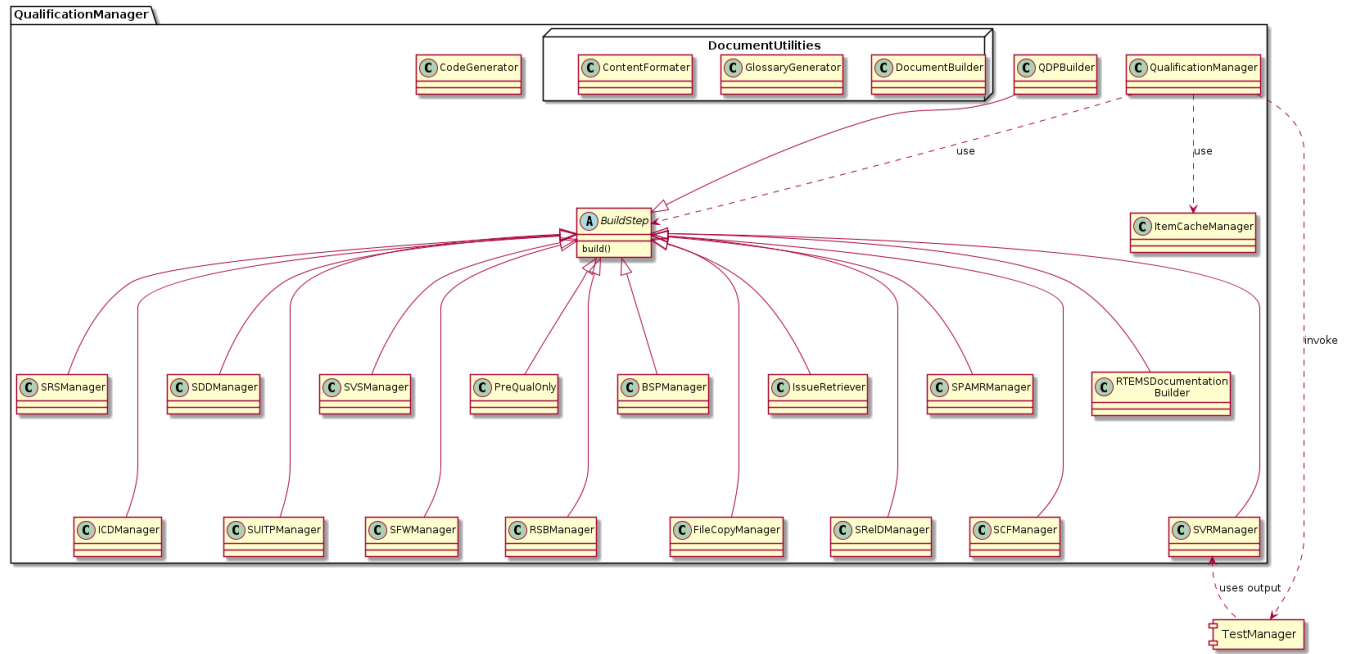 QualificationManager
DocumentUtilities
C CodeGenerator
C ContentFormater
C GlossaryGenerator
C DocumentBuilder
C QDPBuilder
C QualificationManager
use
use
A BuildStep
build()
C ItemCacheManager
invoke
C SRSManager
C SDDManager
C SVSManager
C PreQualOnly
C BSPManager
C IssueRetriever
C SPAMRManager
C RTEMSDocumentation
Builder
C ICDManager
C SUITPManager
C SFWManager
C RSBManager
C FileCopyManager
C SRelDManager
C SCFManager
C SVRManager
uses output
TestManager